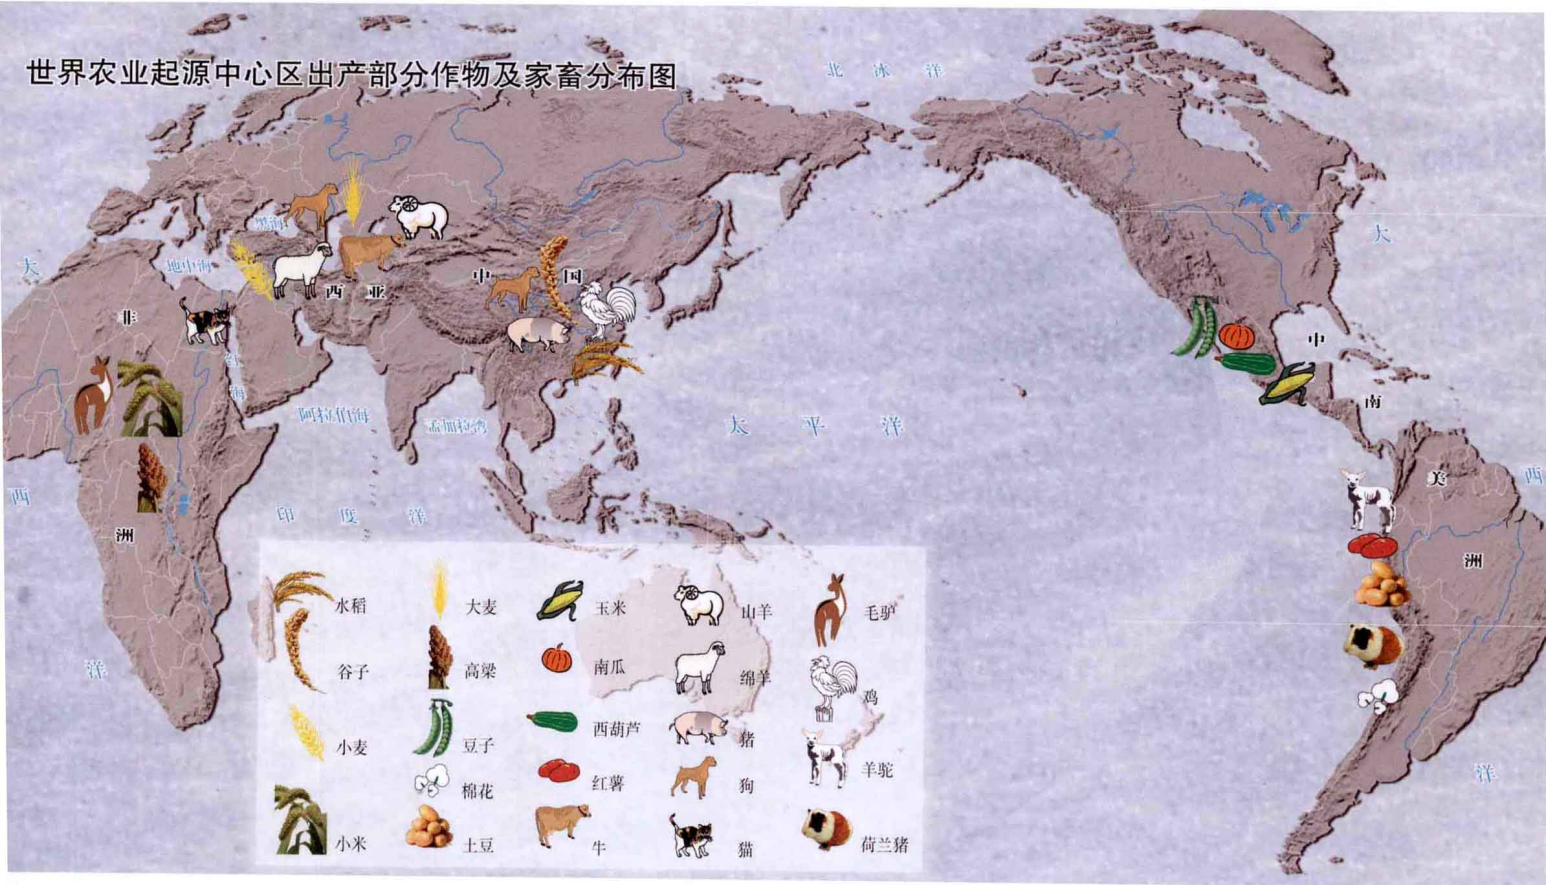 世界农业起源中心区出产部分作物及家畜分布图
北冰洋
大
黑海
地中海
中国
大
西亚
非
中
红海
南
阿拉伯海
孟加拉湾
太平洋
西
美
西
印度洋
洲
洲
洋
洋
水稻
大麦
玉米
山羊
毛驴
谷子
高梁
南瓜
绵羊
鸡
小麦
豆子
西葫芦
猪
羊驼
棉花
红薯
狗
小米
土豆
牛
猫
荷兰猪